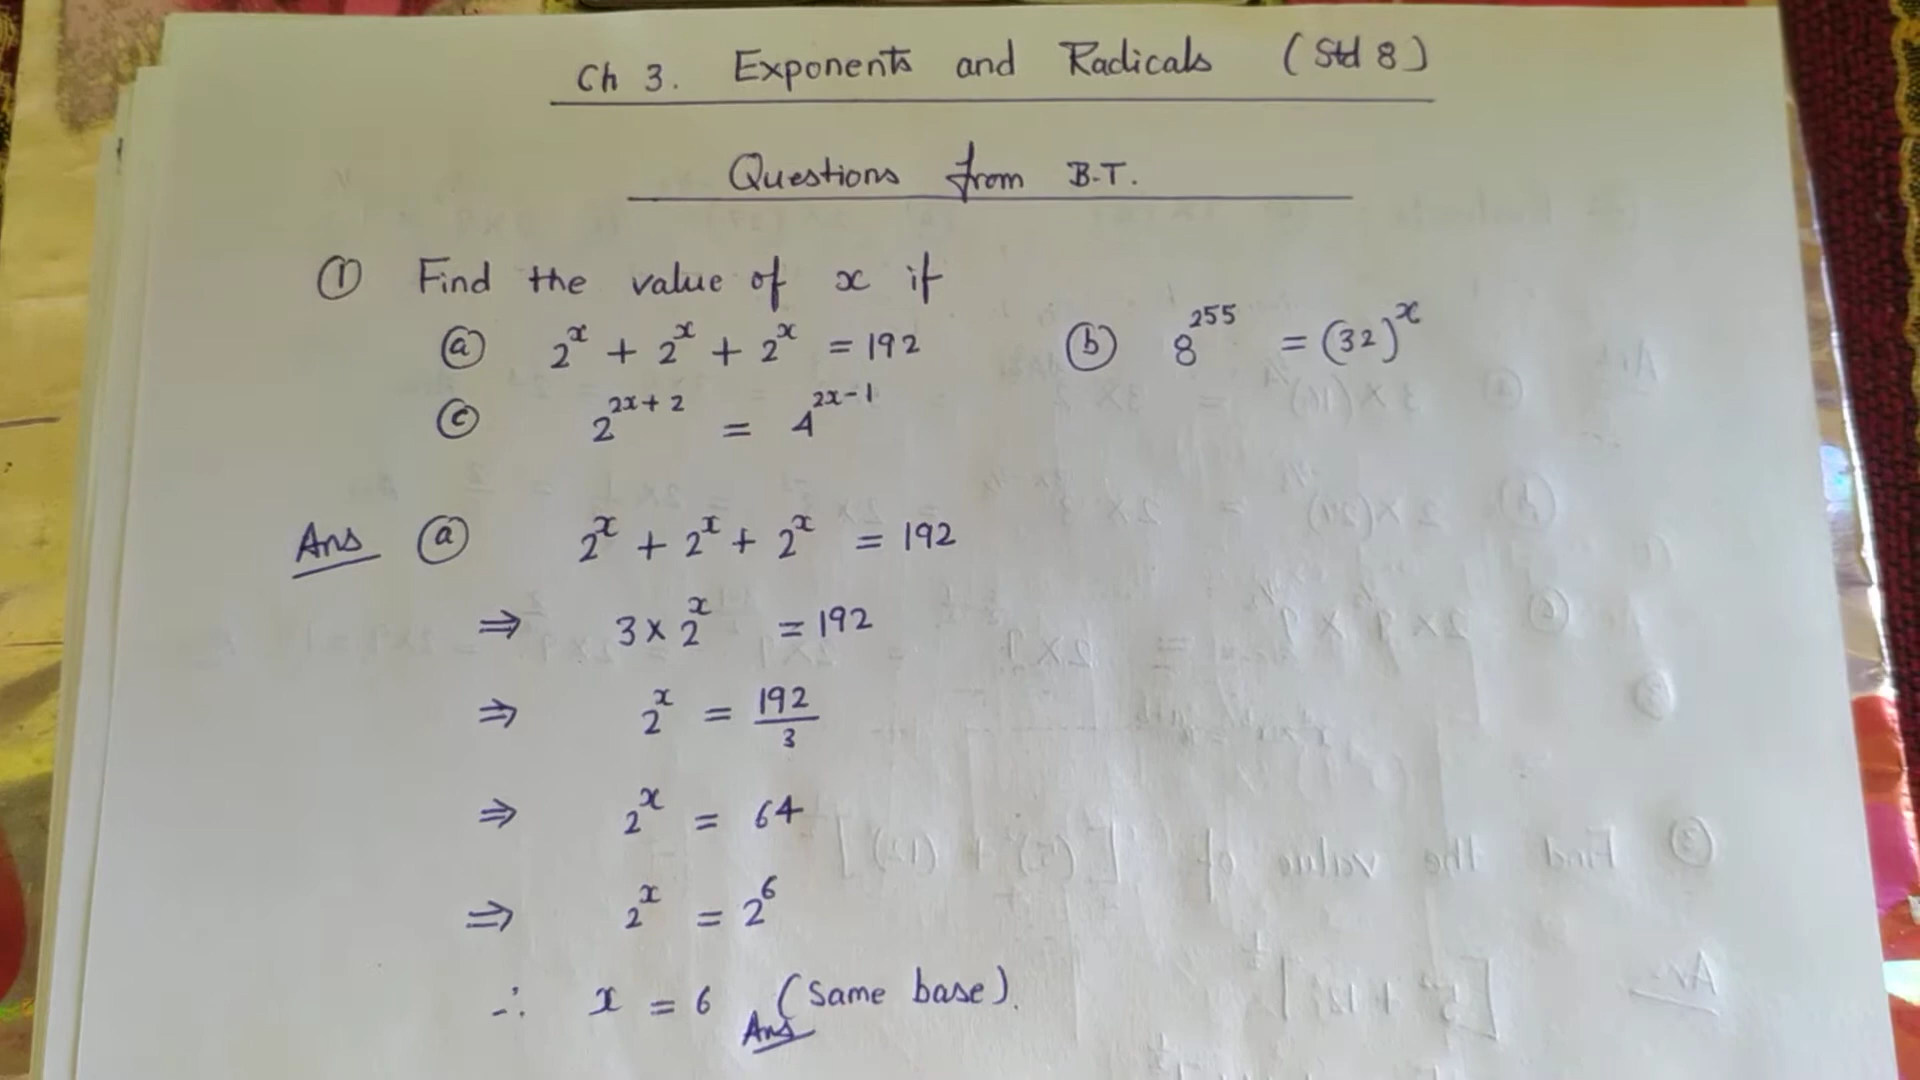 Ch 3. Exponents and Radicals (Std 8)
Questions from B.T.
① Find the value of x if
ⓐ 2^x + 2^x + 2^x = 192 ⓑ 8^255 = (32)^x
ⓒ 2^(2x+2) = 4^(2x-1)
Ans ⓐ 2^x + 2^x + 2^x = 192
⇒ 3 × 2^x = 192
⇒ 2^x = 192/3
⇒ 2^x = 64
⇒ 2^x = 2^6
∴ x = 6 (Same base).
Ans